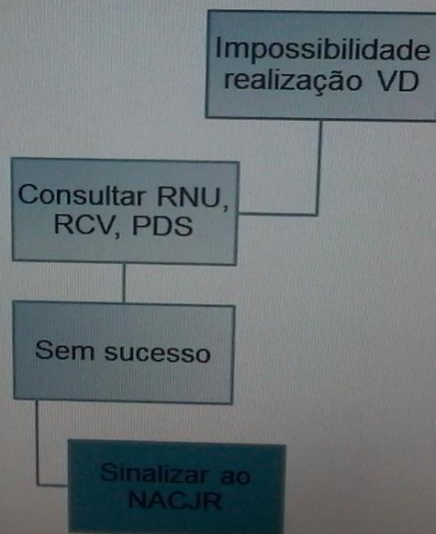 Impossibilidade
realização VD
Consultar RNU,
RCV, PDS
Sem sucesso
Sinalizar ao
NACJR